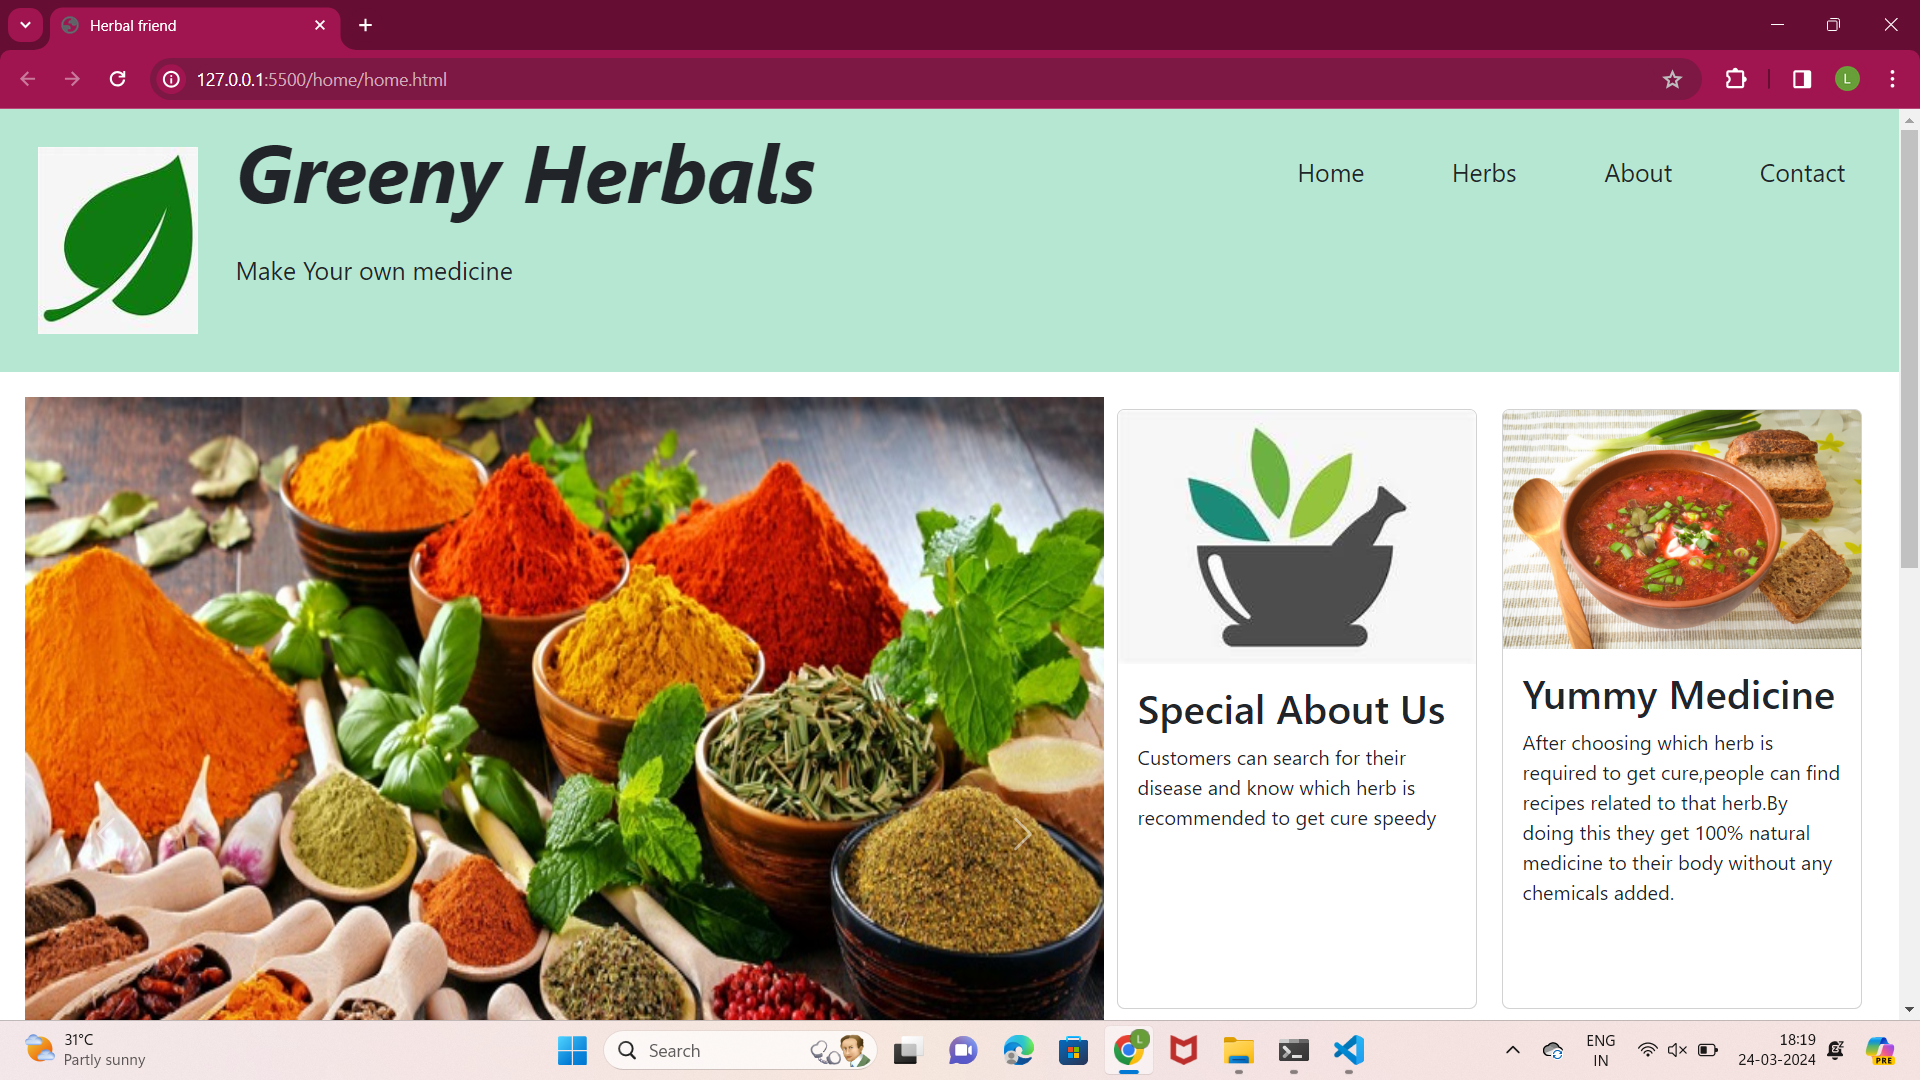 Herbal friend
127.0.0.1:5500/home/home.html
L
Greeny Herbals
Home Herbs About Contact
Make Your own medicine
Special About Us
Customers can search for their
disease and know which herb is
recommended to get cure speedy
Yummy Medicine
After choosing which herb is
required to get cure,people can find
recipes related to that herb.By
doing this they get 100% natural
medicine to their body without any
chemicals added.
31°C
Partly sunny
Search
L
ENG
IN
18:19
24-03-2024
PRE